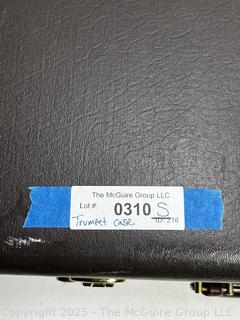 The McGuire Group LLC
Lot #: 0310 S
Trumpet case ID: 218
Copyright 2025 - The McGuire Group LLC